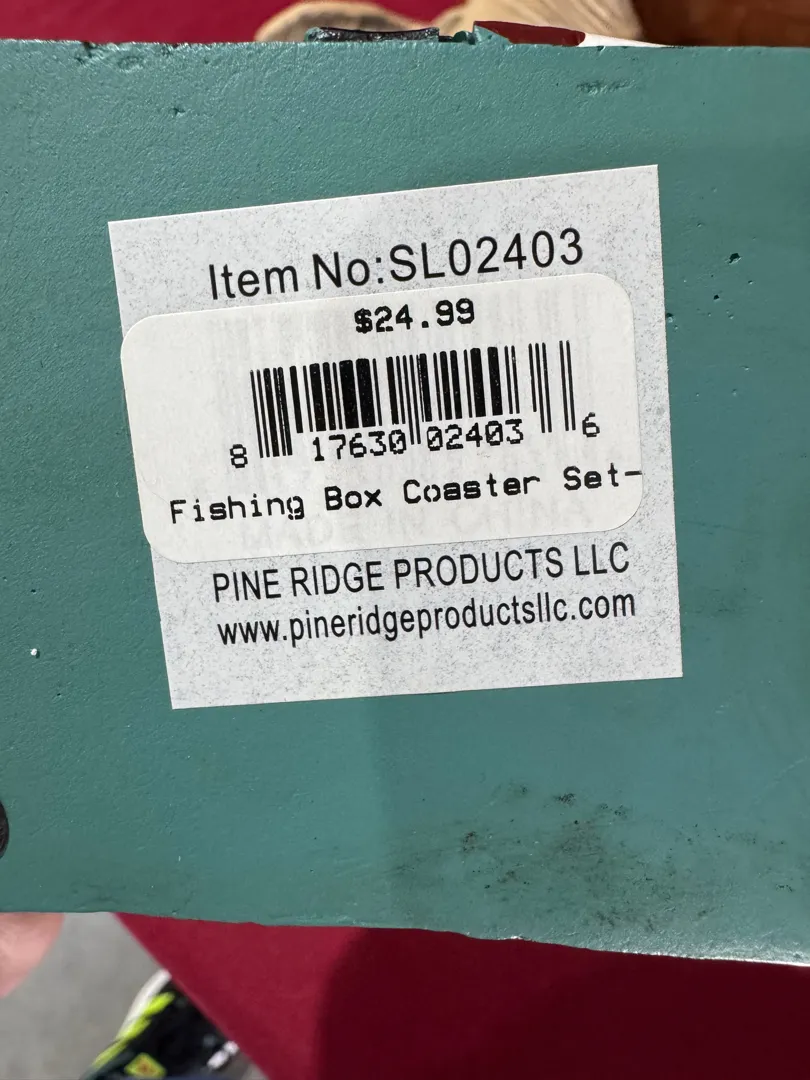 Item No:SL02403
$24.99
8 17630 02403 6
Fishing Box Coaster Set-
PINE RIDGE PRODUCTS LLC
www.pineridgeproductsllc.com